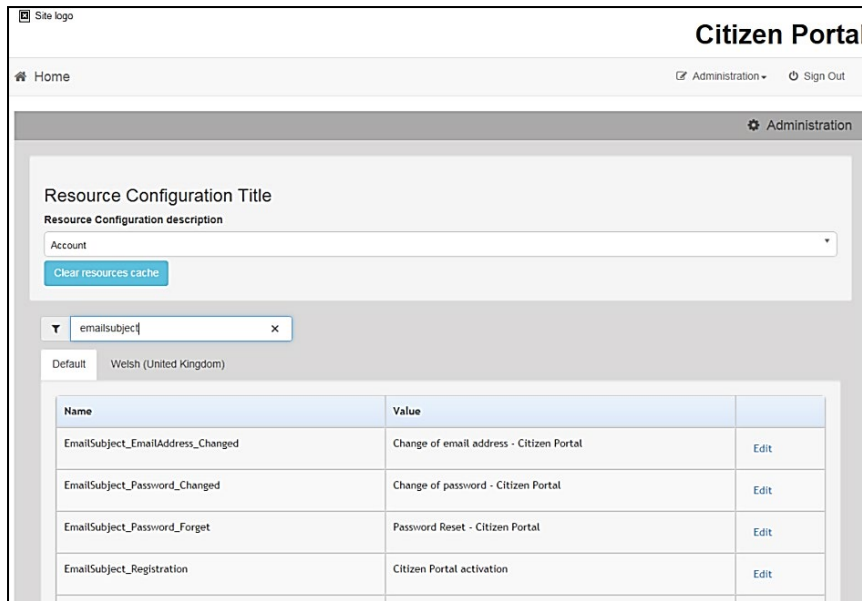 Site logo
Citizen Portal
Home
Administration
Sign Out
Administration
Resource Configuration Title
Resource Configuration description
Account
Clear resources cache
emailsubject
Default
Welsh (United Kingdom)
Name Value
EmailSubject_EmailAddress_Changed Change of email address - Citizen Portal Edit
EmailSubject_Password_Changed Change of password - Citizen Portal Edit
EmailSubject_Password_Forget Password Reset - Citizen Portal Edit
EmailSubject_Registration Citizen Portal activation Edit